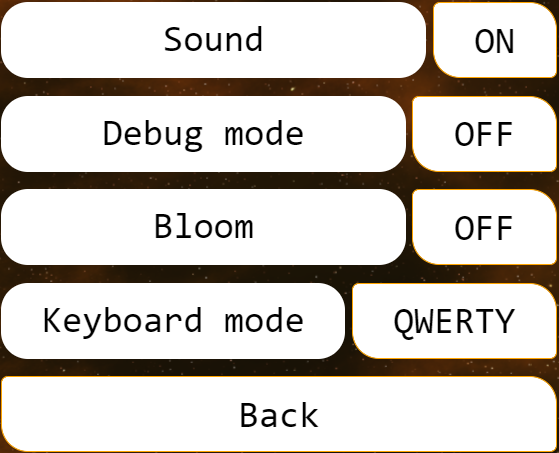 Sound ON
Debug mode OFF
Bloom OFF
Keyboard mode QWERTY
Back